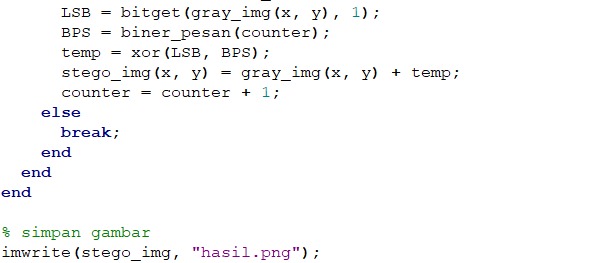 LSB = bitget(gray_img(x, y), 1);
BPS = biner_pesan(counter);
temp = xor(LSB, BPS);
stego_img(x, y) = gray_img(x, y) + temp;
counter = counter + 1;
else
break;
end
end
end
% simpan gambar
imwrite(stego_img, "hasil.png");